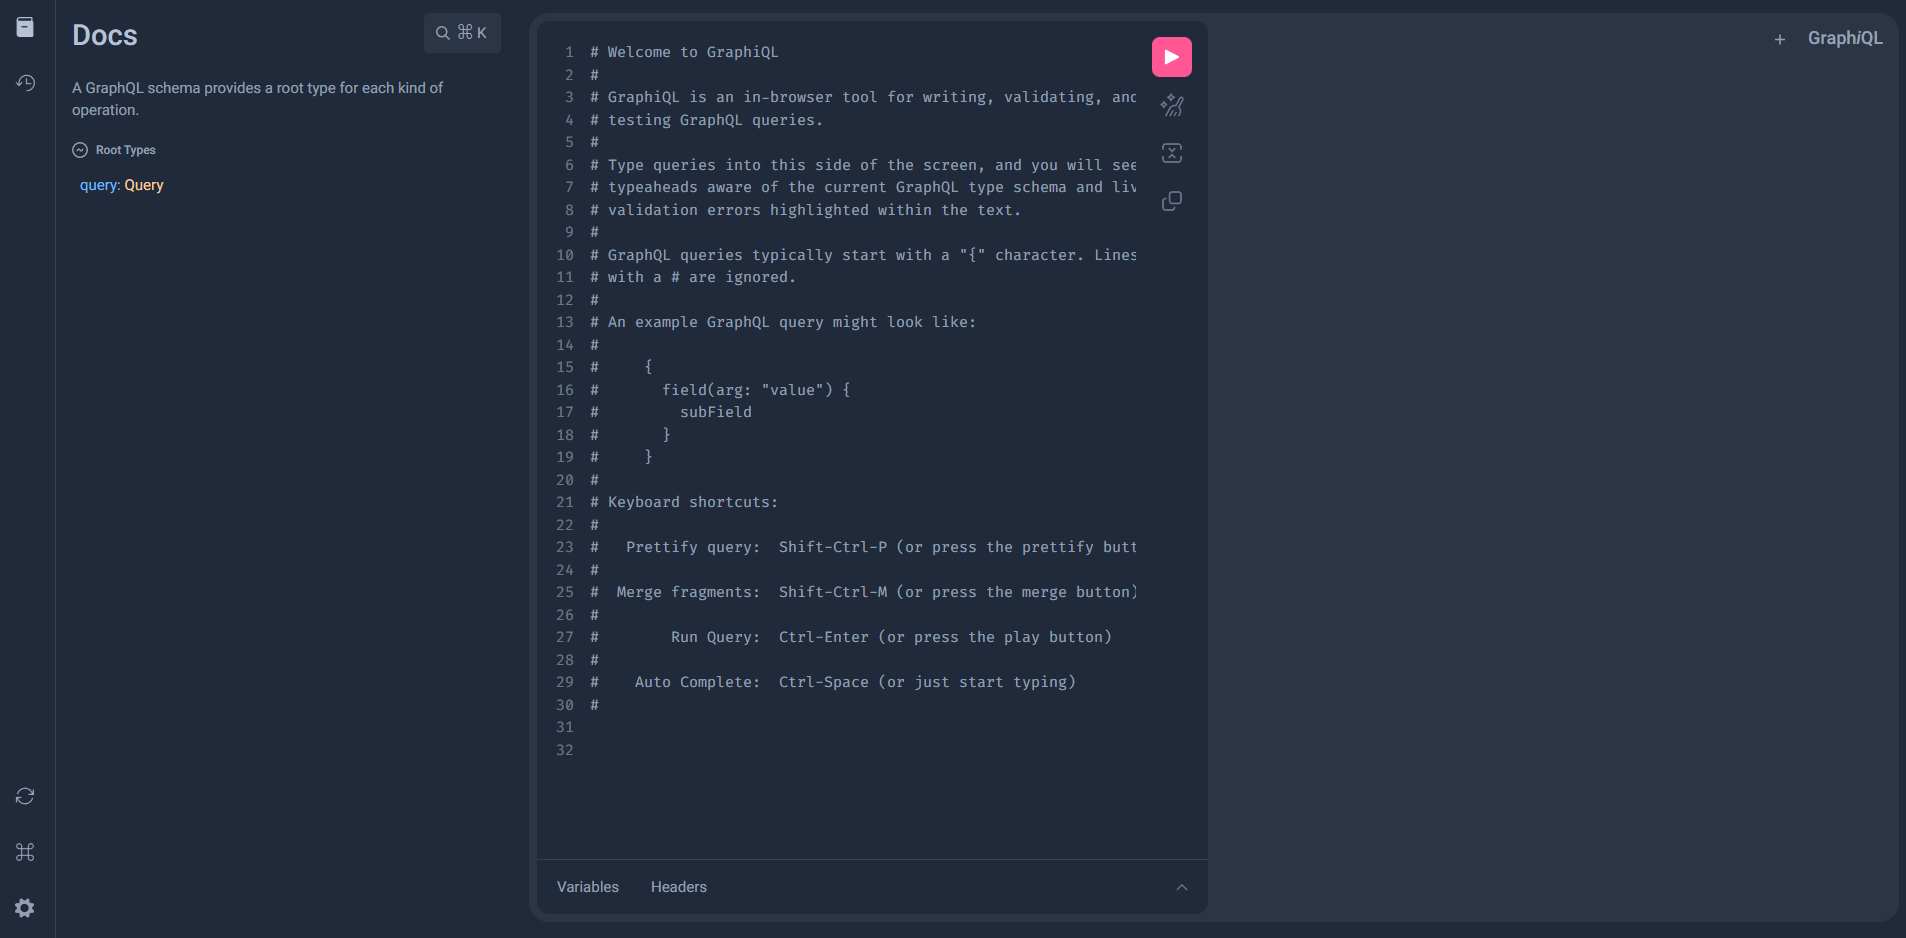 Docs
⌘ K
A GraphQL schema provides a root type for each kind of
operation.
Root Types
query: Query
1 # Welcome to GraphiQL
2 #
3 # GraphiQL is an in-browser tool for writing, validating, and
4 # testing GraphQL queries.
5 #
6 # Type queries into this side of the screen, and you will see
7 # typeaheads aware of the current GraphQL type schema and liv
8 # validation errors highlighted within the text.
9 #
10 # GraphQL queries typically start with a "{" character. Lines
11 # with a # are ignored.
12 #
13 # An example GraphQL query might look like:
14 #
15 #     {
16 #       field(arg: "value") {
17 #         subField
18 #       }
19 #     }
20 #
21 # Keyboard shortcuts:
22 #
23 #   Prettify query:  Shift-Ctrl-P (or press the prettify butt
24 #
25 #  Merge fragments:  Shift-Ctrl-M (or press the merge button)
26 #
27 #        Run Query:  Ctrl-Enter (or press the play button)
28 #
29 #    Auto Complete:  Ctrl-Space (or just start typing)
30 #
31
32
Variables Headers
+ GraphiQL